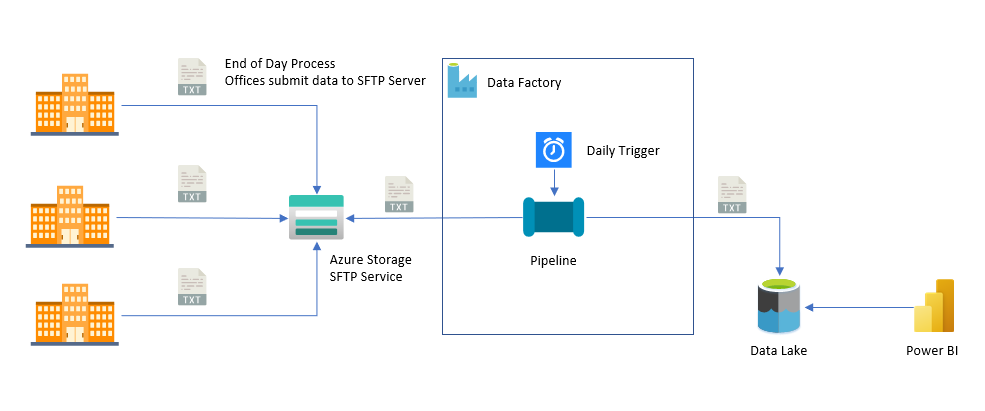 TXT
End of Day Process
Offices submit data to SFTP Server
Data Factory
Daily Trigger
TXT
TXT
TXT
Azure Storage
SFTP Service
Pipeline
TXT
Data Lake
Power BI